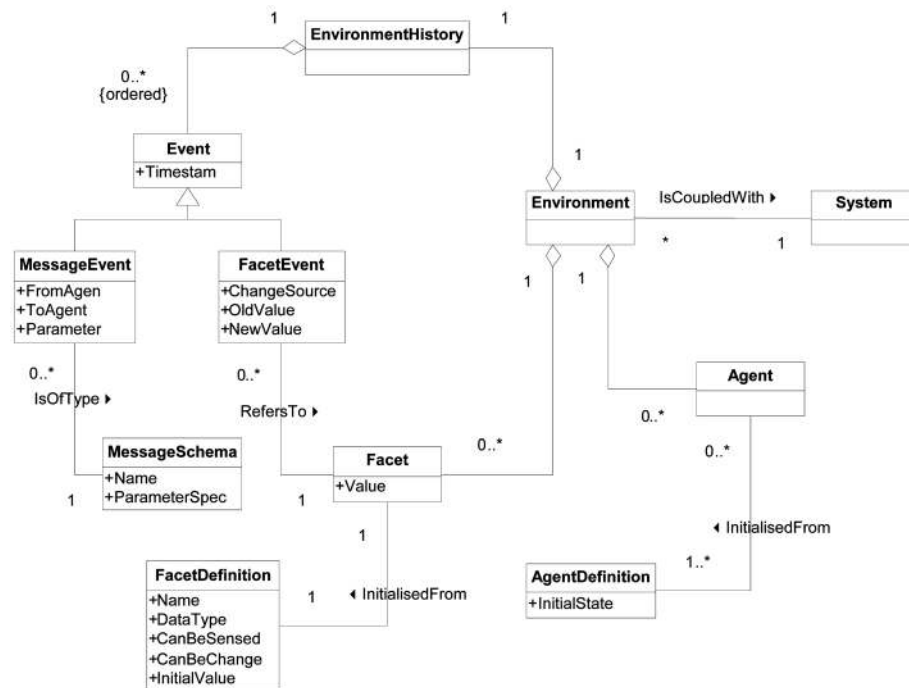 1
EnvironmentHistory
1
0..*
{ordered}
Event
+Timestam
1
Environment
IsCoupledWith ▸
System
*
1
MessageEvent
+FromAgen
+ToAgent
+Parameter
FacetEvent
+ChangeSource
+OldValue
+NewValue
1
1
0..*
IsOfType ▸
0..*
RefersTo ▸
Agent
0..*
0..*
MessageSchema
+Name
+ParameterSpec
1
Facet
+Value
0..*
1
1
◂ InitialisedFrom
1..*
FacetDefinition
+Name
+DataType
+CanBeSensed
+CanBeChange
+InitialValue
1
◂ InitialisedFrom
AgentDefinition
+InitialState